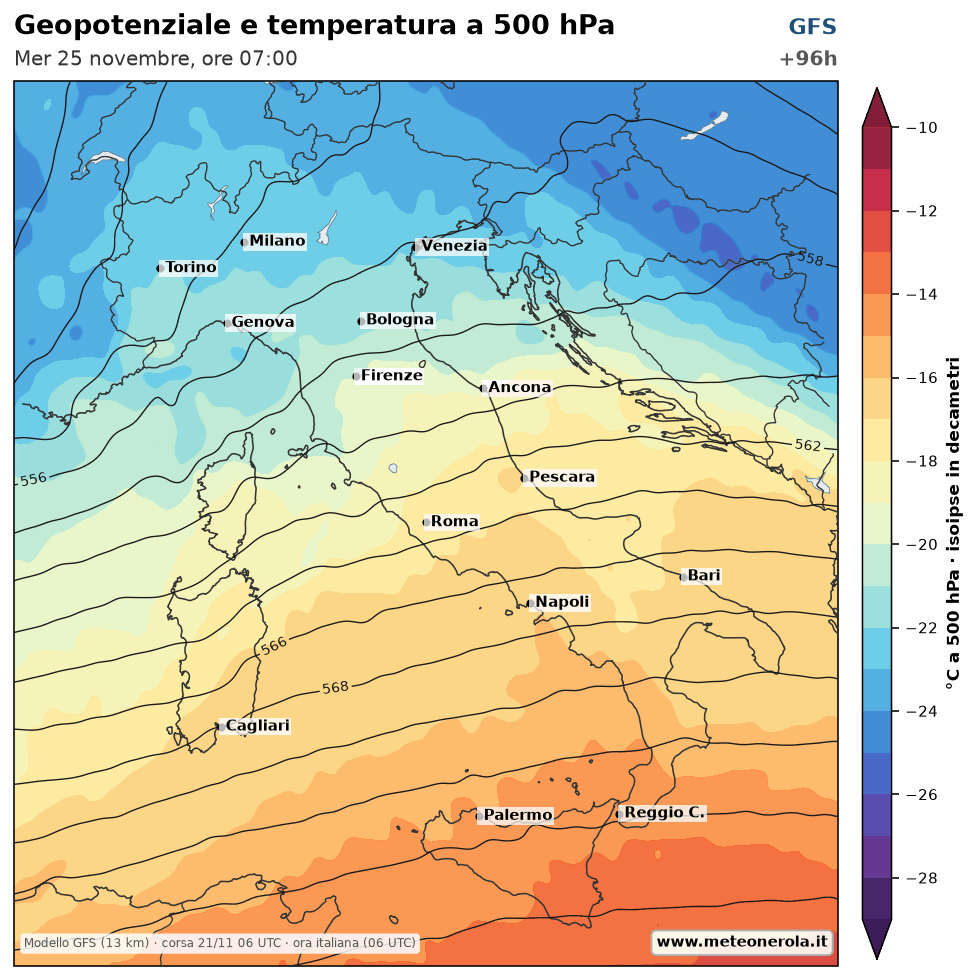 Geopotenziale e temperatura a 500 hPa
GFS
Mer 25 novembre, ore 07:00
+96h
−10
−12
−14
−16
−18
−20
−22
−24
−26
−28
°C a 500 hPa · isoipse in decametri
Milano
Venezia
558
Torino
Genova
Bologna
Firenze
Ancona
562
556
Pescara
Roma
Bari
Napoli
566
568
Cagliari
Palermo
Reggio C.
Modello GFS (13 km) · corsa 21/11 06 UTC · ora italiana (06 UTC)
www.meteonerola.it